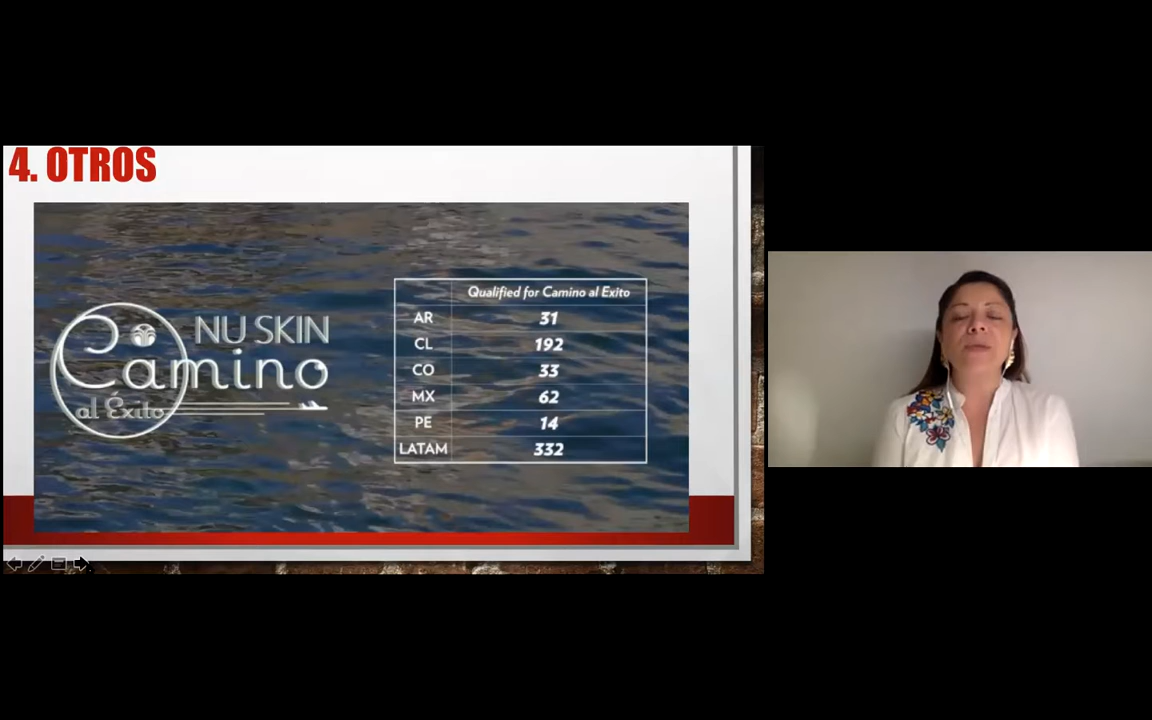 4. OTROS
NU SKIN
Camino
al Éxito
Qualified for Camino al Exito
AR 31
CL 192
CO 33
MX 62
PE 14
LATAM 332